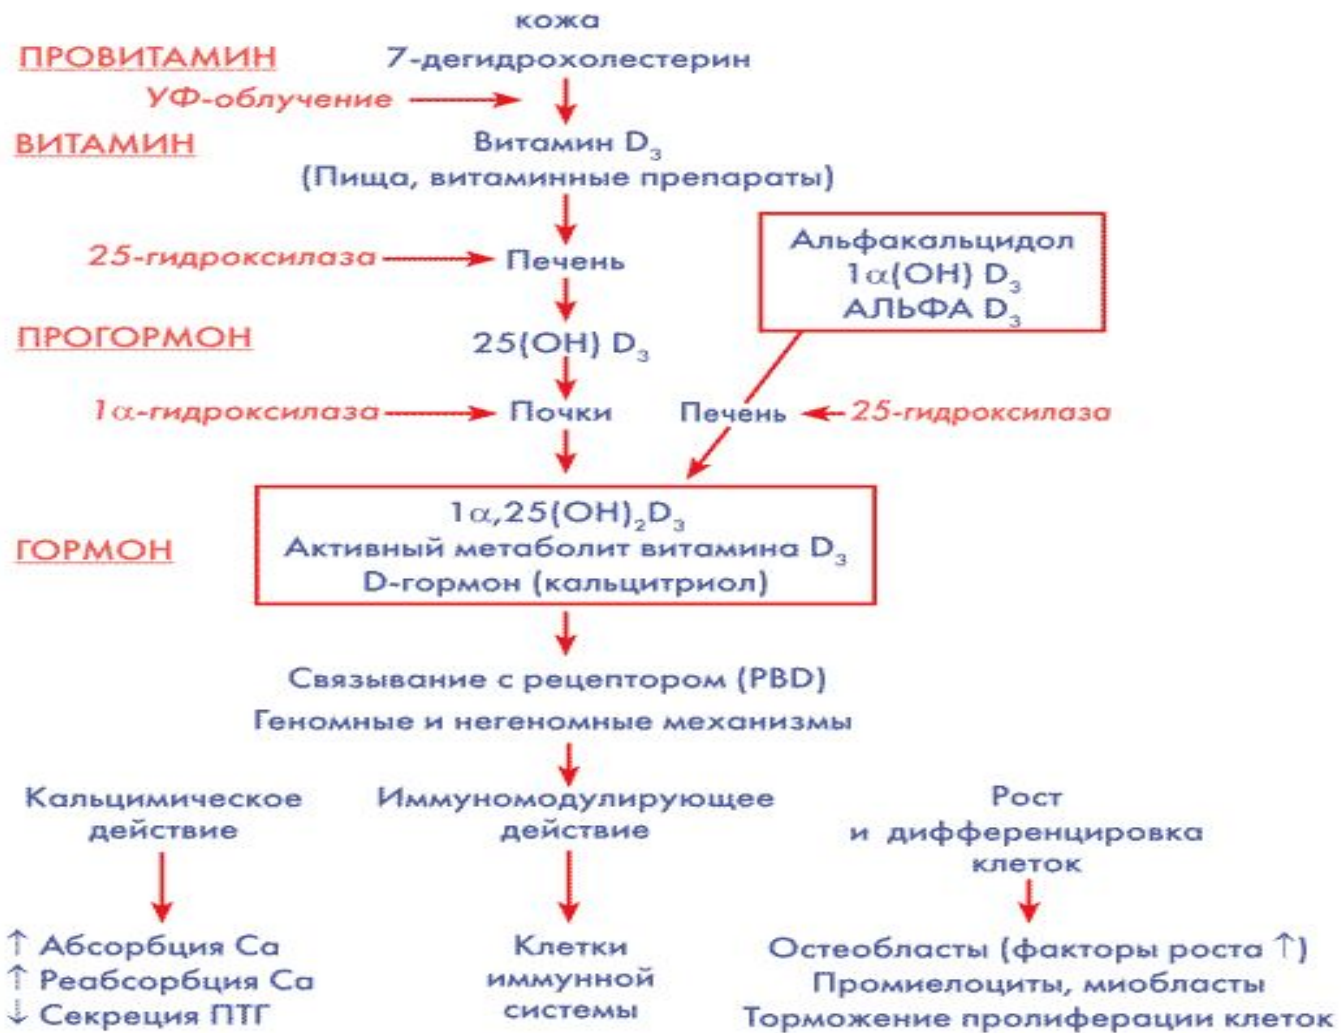 кожа
ПРОВИТАМИН 7-дегидрохолестерин
УФ-облучение
ВИТАМИН Витамин D₃
(Пища, витаминные препараты)
Альфакальцидол
1α(OH) D₃
АЛЬФА D₃
25-гидроксилаза Печень
ПРОГОРМОН 25(OH) D₃
1α-гидроксилаза Почки Печень 25-гидроксилаза
1α,25(OH)₂D₃
ГОРМОН Активный метаболит витамина D₃
D-гормон (кальцитриол)
Связывание с рецептором (РВD)
Геномные и негеномные механизмы
Кальцимическое
действие
Иммуномодулирующее
действие
Рост
и дифференцировка
клеток
↑ Абсорбция Са
↑ Реабсорбция Са
↓ Секреция ПТГ
Клетки
иммунной
системы
Остеобласты (факторы роста ↑)
Промиелоциты, миобласты
Торможение пролиферации клеток